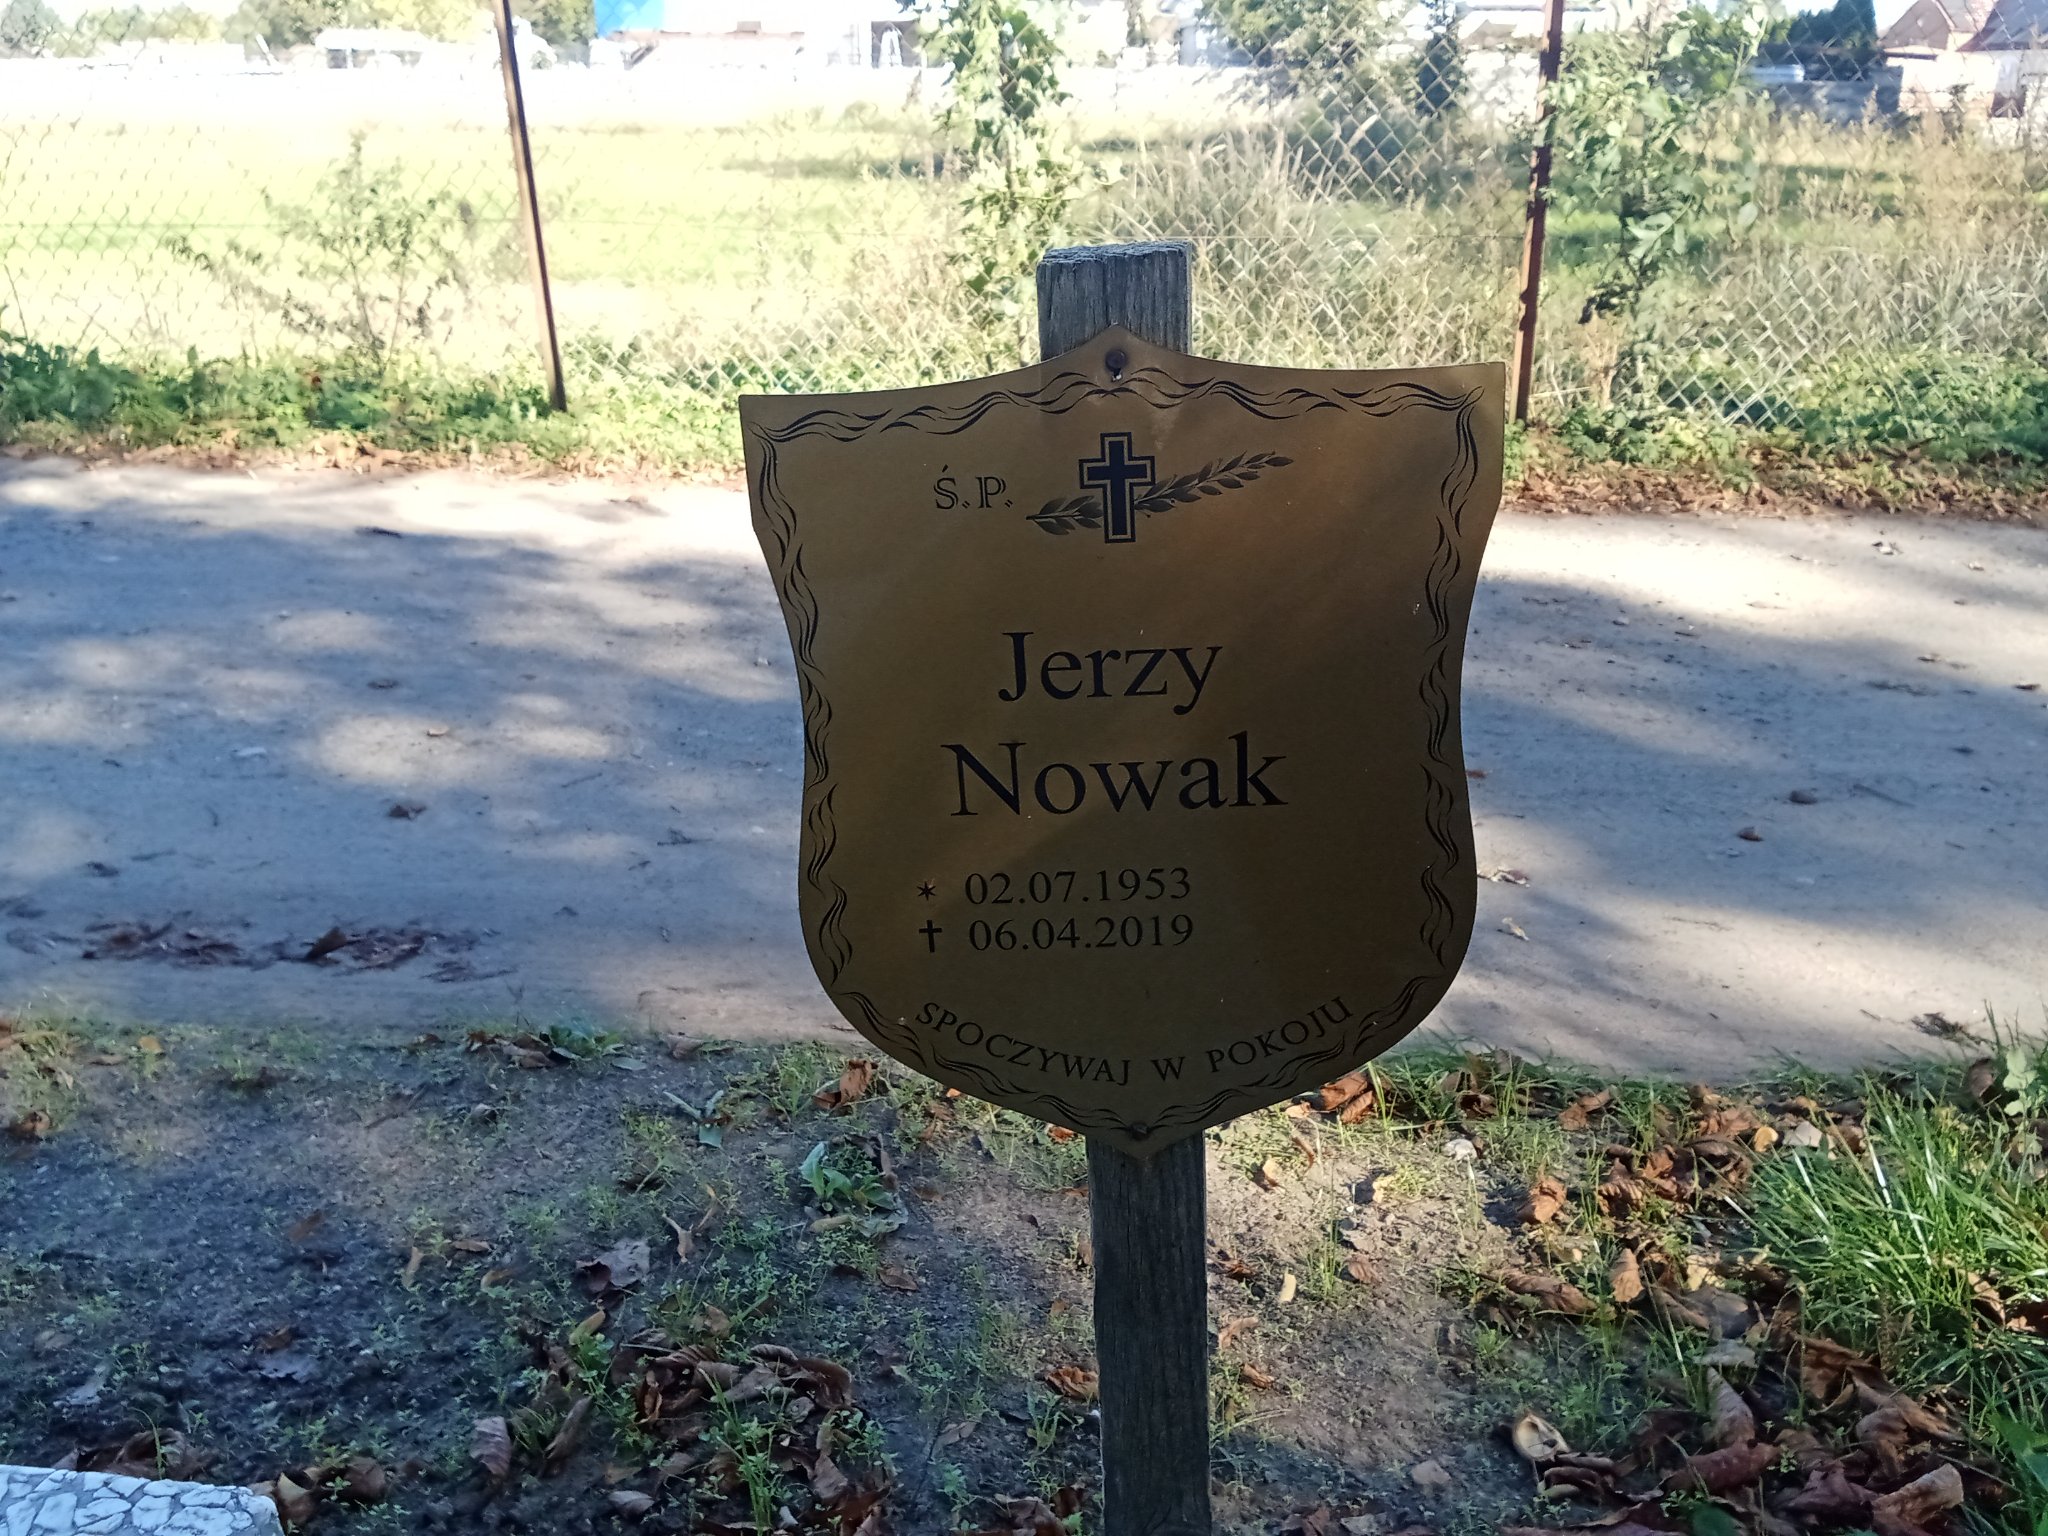 Ś.P.
Jerzy
Nowak
* 02.07.1953
✝ 06.04.2019
SPOCZYWAJ W POKOJU